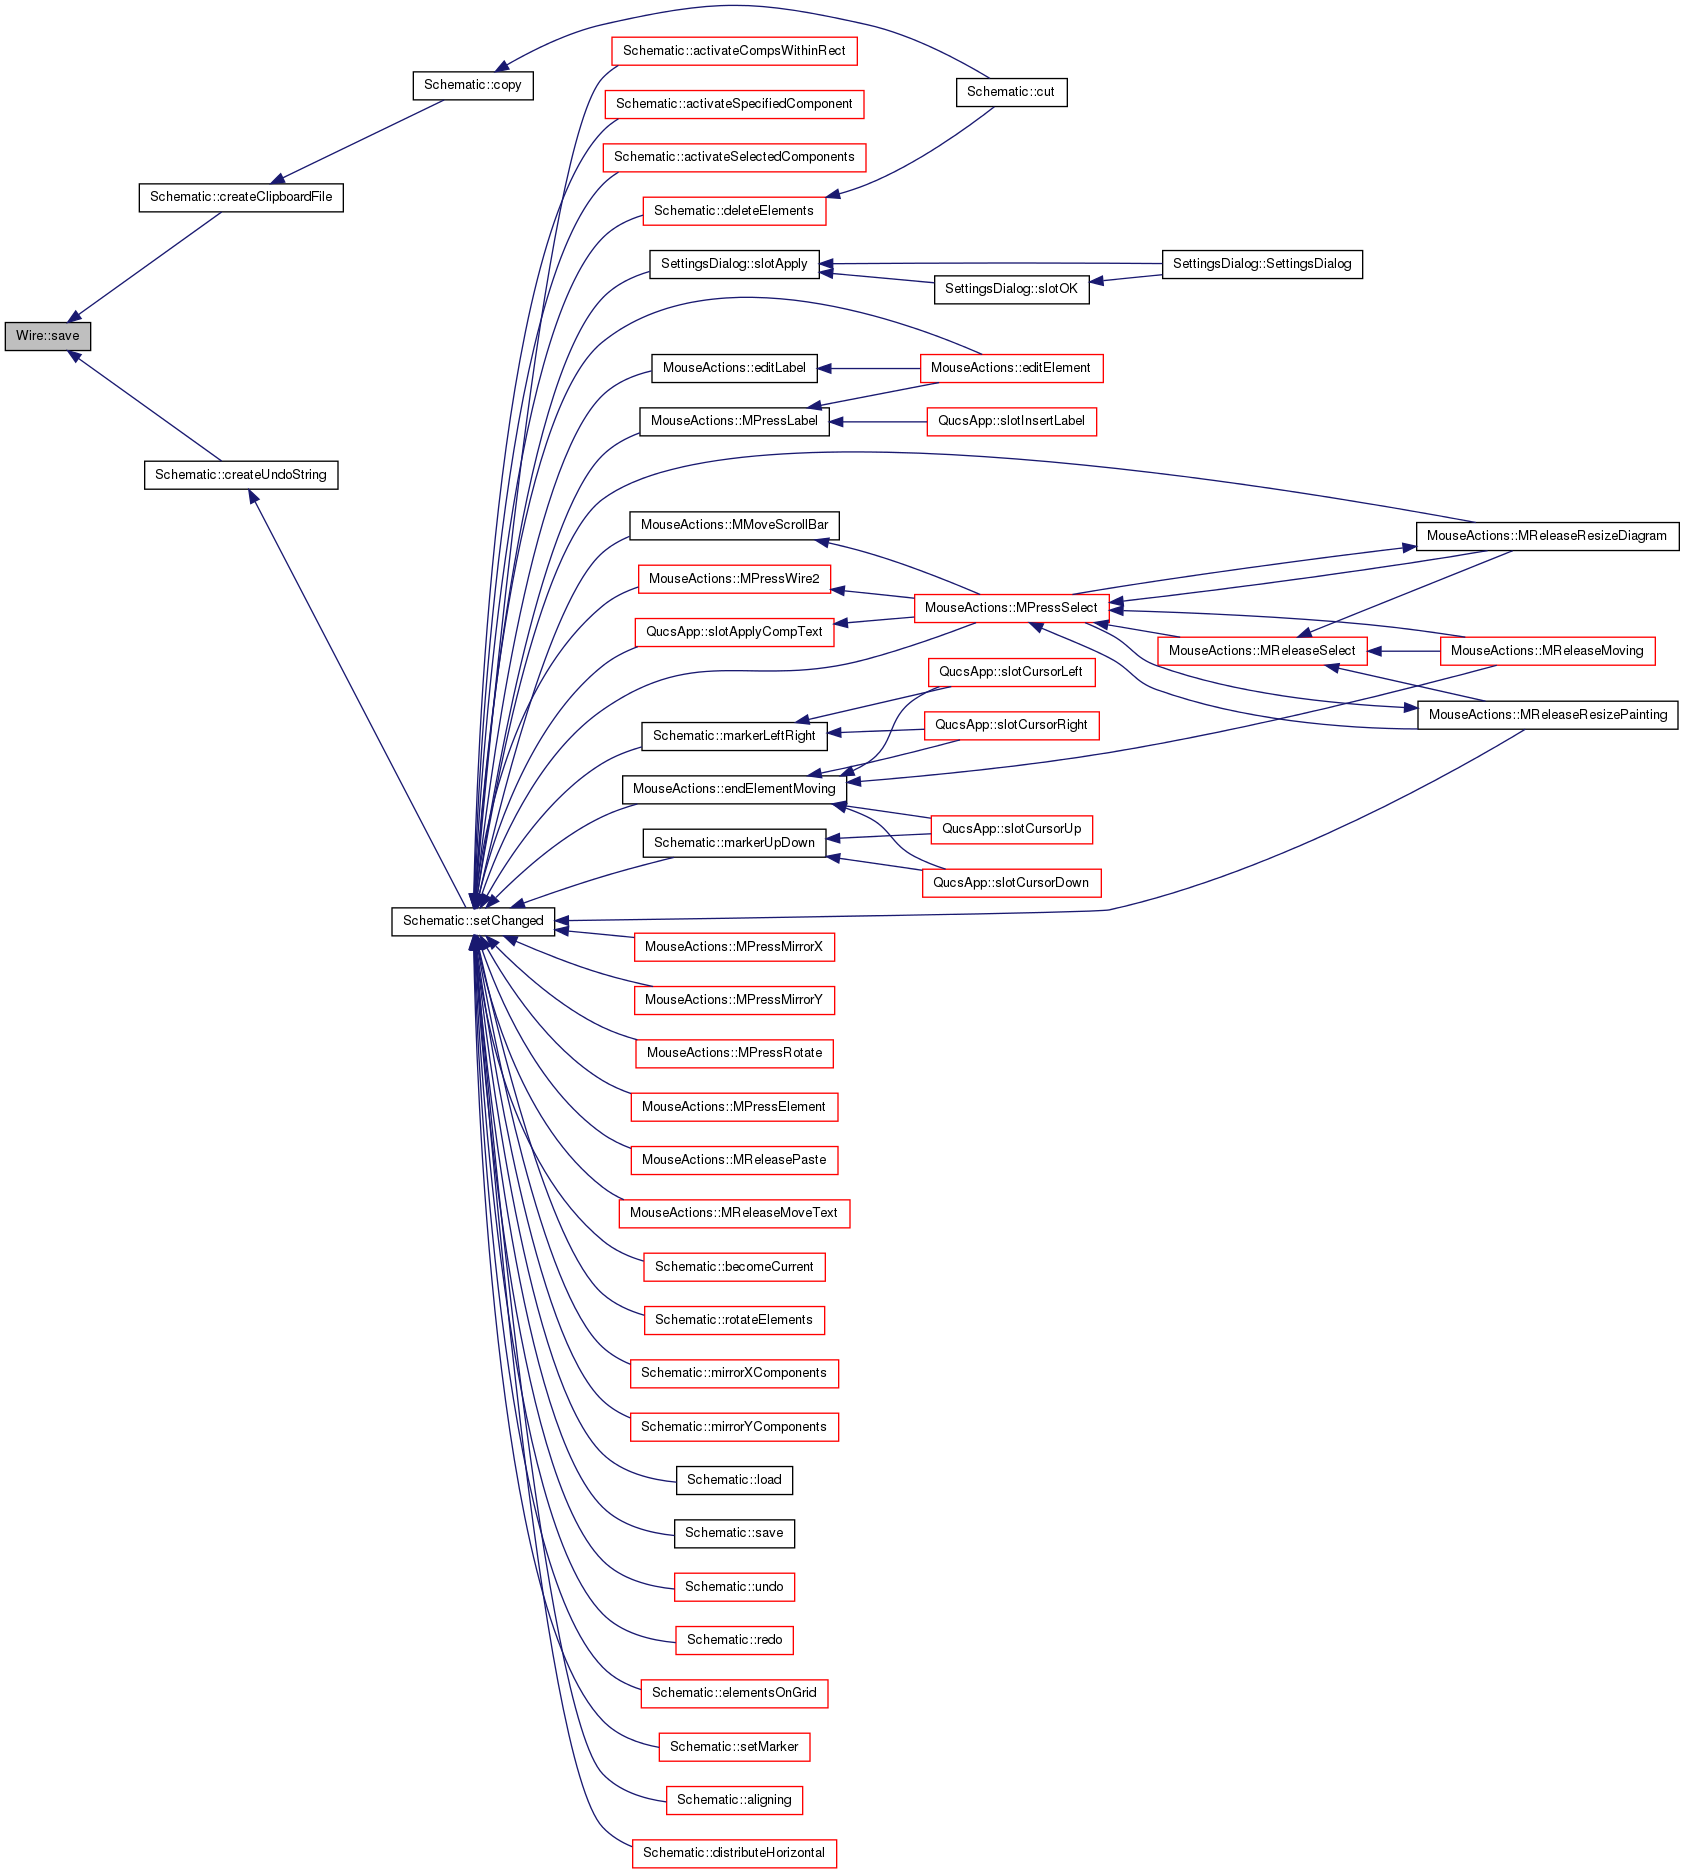 Wire::save
Schematic::createClipboardFile
Schematic::createUndoString
Schematic::copy
Schematic::setChanged
Schematic::activateCompsWithinRect
Schematic::activateSpecifiedComponent
Schematic::activateSelectedComponents
Schematic::deleteElements
SettingsDialog::slotApply
MouseActions::editLabel
MouseActions::MPressLabel
MouseActions::MMoveScrollBar
MouseActions::MPressWire2
QucsApp::slotApplyCompText
Schematic::markerLeftRight
MouseActions::endElementMoving
Schematic::markerUpDown
MouseActions::MPressMirrorX
MouseActions::MPressMirrorY
MouseActions::MPressRotate
MouseActions::MPressElement
MouseActions::MReleasePaste
MouseActions::MReleaseMoveText
Schematic::becomeCurrent
Schematic::rotateElements
Schematic::mirrorXComponents
Schematic::mirrorYComponents
Schematic::load
Schematic::save
Schematic::undo
Schematic::redo
Schematic::elementsOnGrid
Schematic::setMarker
Schematic::aligning
Schematic::distributeHorizontal
Schematic::cut
SettingsDialog::slotOK
MouseActions::editElement
QucsApp::slotInsertLabel
MouseActions::MPressSelect
QucsApp::slotCursorLeft
QucsApp::slotCursorRight
QucsApp::slotCursorUp
QucsApp::slotCursorDown
SettingsDialog::SettingsDialog
MouseActions::MReleaseSelect
MouseActions::MReleaseResizeDiagram
MouseActions::MReleaseMoving
MouseActions::MReleaseResizePainting